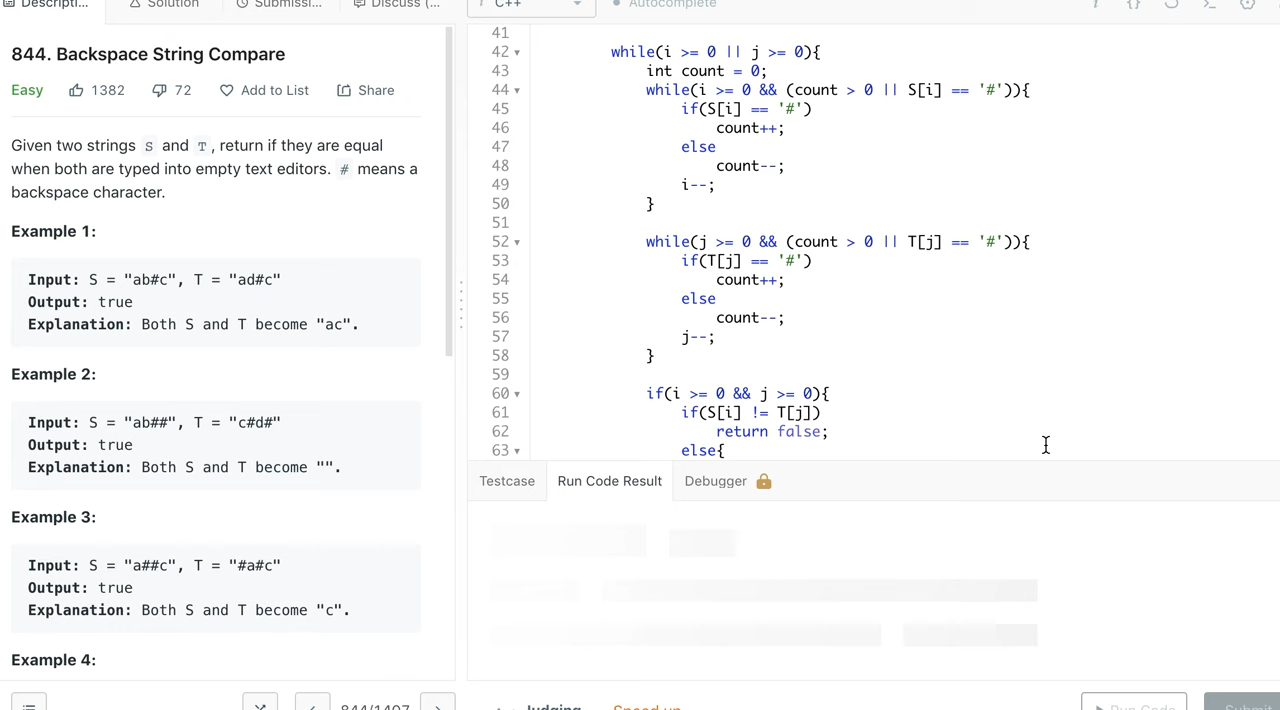 Descripti...
Solution
Submissi...
Discuss (...
C++
Autocomplete
844. Backspace String Compare
Easy
1382
72
Add to List
Share
Given two strings S and T, return if they are equal
when both are typed into empty text editors. # means a
backspace character.
Example 1:
Input: S = "ab#c", T = "ad#c"
Output: true
Explanation: Both S and T become "ac".
Example 2:
Input: S = "ab##", T = "c#d#"
Output: true
Explanation: Both S and T become "".
Example 3:
Input: S = "a##c", T = "#a#c"
Output: true
Explanation: Both S and T become "c".
Example 4:
844/1407
41
42 while(i >= 0 || j >= 0){
43 int count = 0;
44 while(i >= 0 && (count > 0 || S[i] == '#')){
45 if(S[i] == '#')
46 count++;
47 else
48 count--;
49 i--;
50 }
51
52 while(j >= 0 && (count > 0 || T[j] == '#')){
53 if(T[j] == '#')
54 count++;
55 else
56 count--;
57 j--;
58 }
59
60 if(i >= 0 && j >= 0){
61 if(S[i] != T[j])
62 return false;
63 else{
Testcase
Run Code Result
Debugger
Judging
Speed up
Run Code
Submit